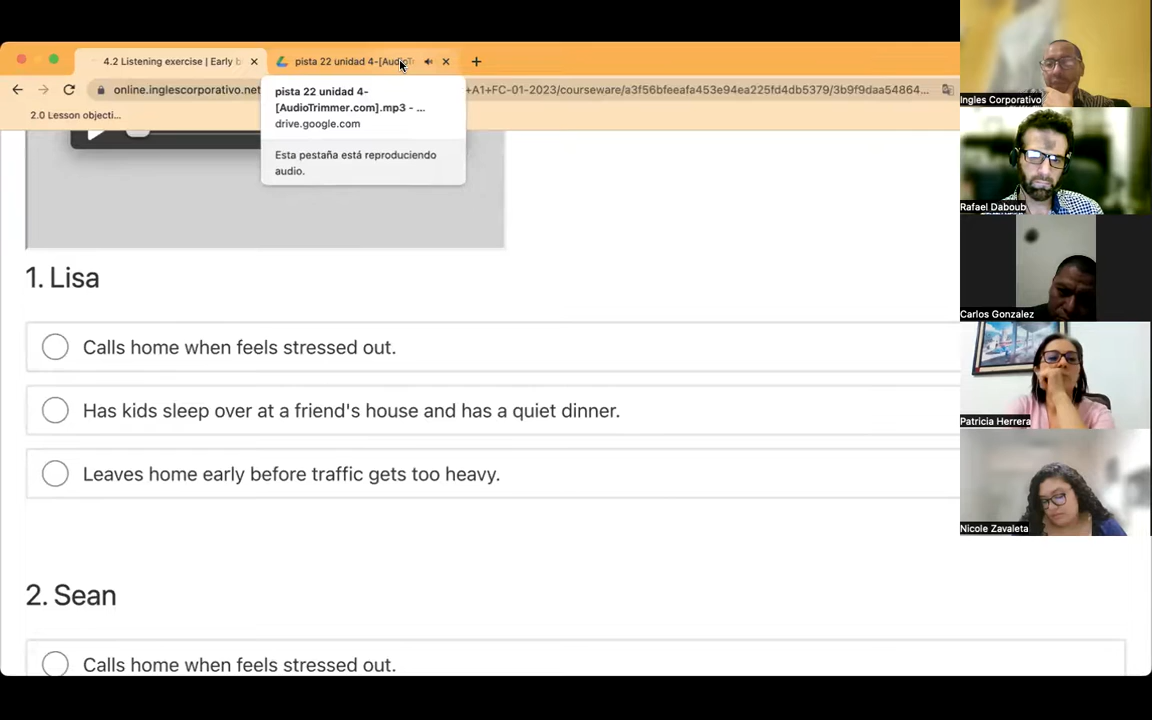 4.2 Listening exercise | Early b
pista 22 unidad 4-[AudioTr
online.inglescorporativo.net
+A1+FC-01-2023/courseware/a3f56bfeeafa453e94ea225fd4db5379/3b9f9daa54864...
2.0 Lesson objecti...
pista 22 unidad 4-
[AudioTrimmer.com].mp3 - ...
drive.google.com
Esta pestaña está reproduciendo
audio.
1. Lisa
Calls home when feels stressed out.
Has kids sleep over at a friend's house and has a quiet dinner.
Leaves home early before traffic gets too heavy.
2. Sean
Calls home when feels stressed out.
Ingles Corporativo
Rafael Daboub
Carlos Gonzalez
Patricia Herrera
Nicole Zavaleta